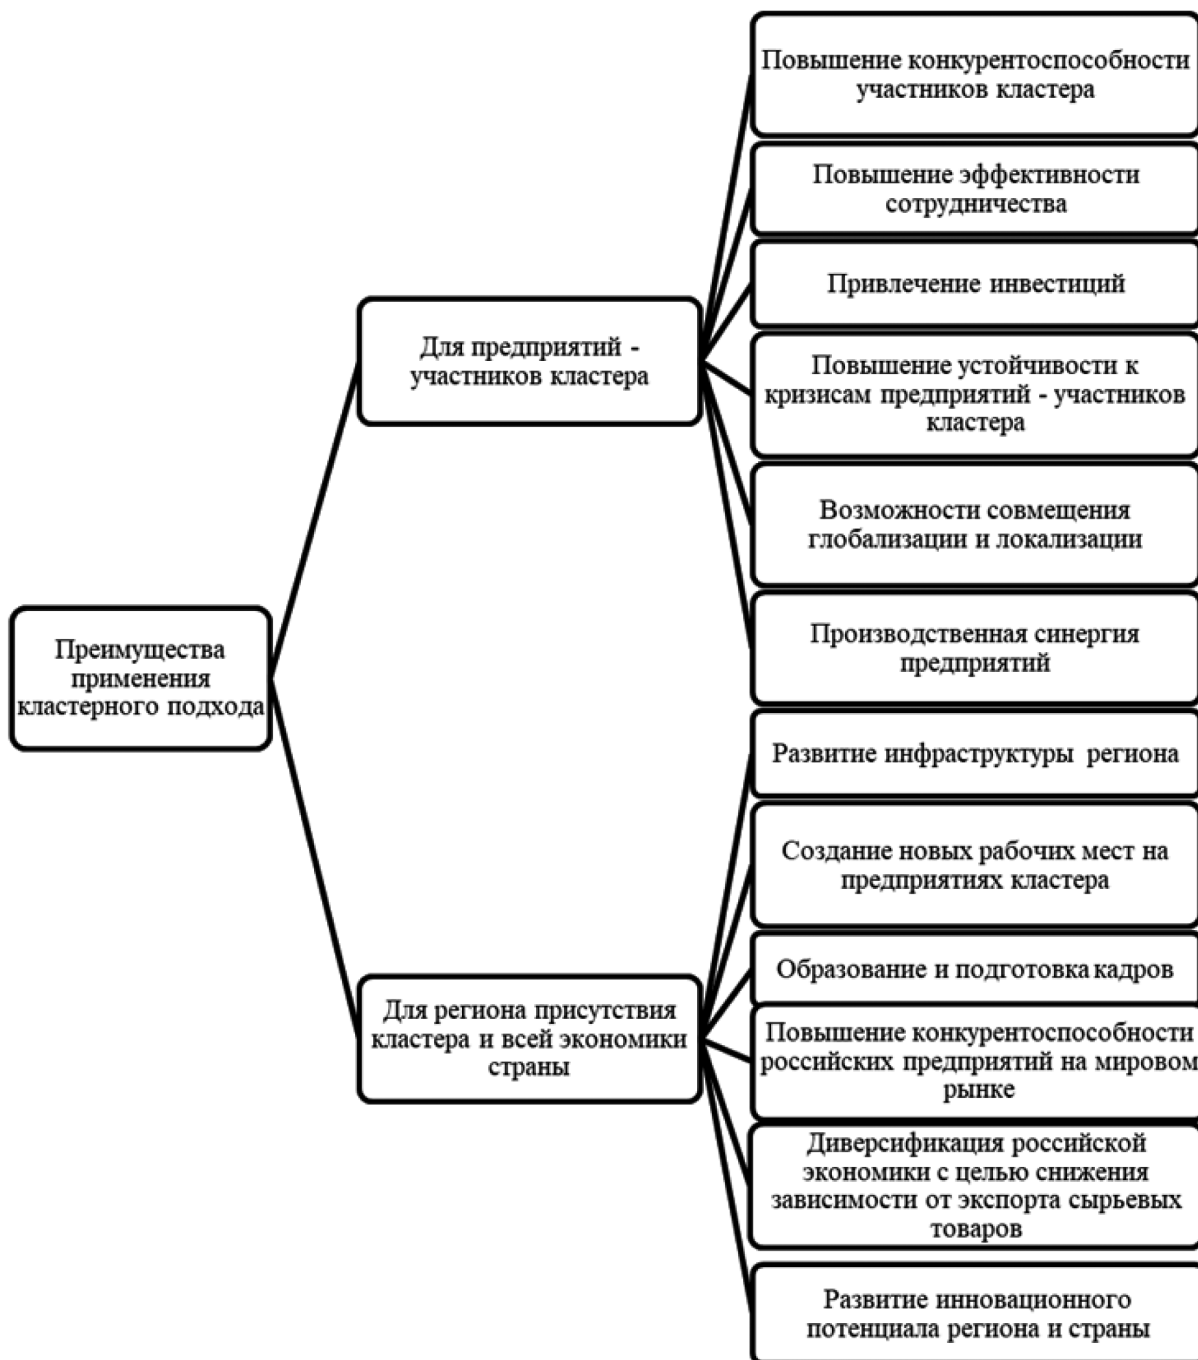 Преимущества
применения
кластерного подхода
Для предприятий -
участников кластера
Повышение конкурентоспособности
участников кластера
Повышение эффективности
сотрудничества
Привлечение инвестиций
Повышение устойчивости к
кризисам предприятий - участников
кластера
Возможности совмещения
глобализации и локализации
Производственная синергия
предприятий
Для региона присутствия
кластера и всей экономики
страны
Развитие инфраструктуры региона
Создание новых рабочих мест на
предприятиях кластера
Образование и подготовка кадров
Повышение конкурентоспособности
российских предприятий на мировом
рынке
Диверсификация российской
экономики с целью снижения
зависимости от экспорта сырьевых
товаров
Развитие инновационного
потенциала региона и страны